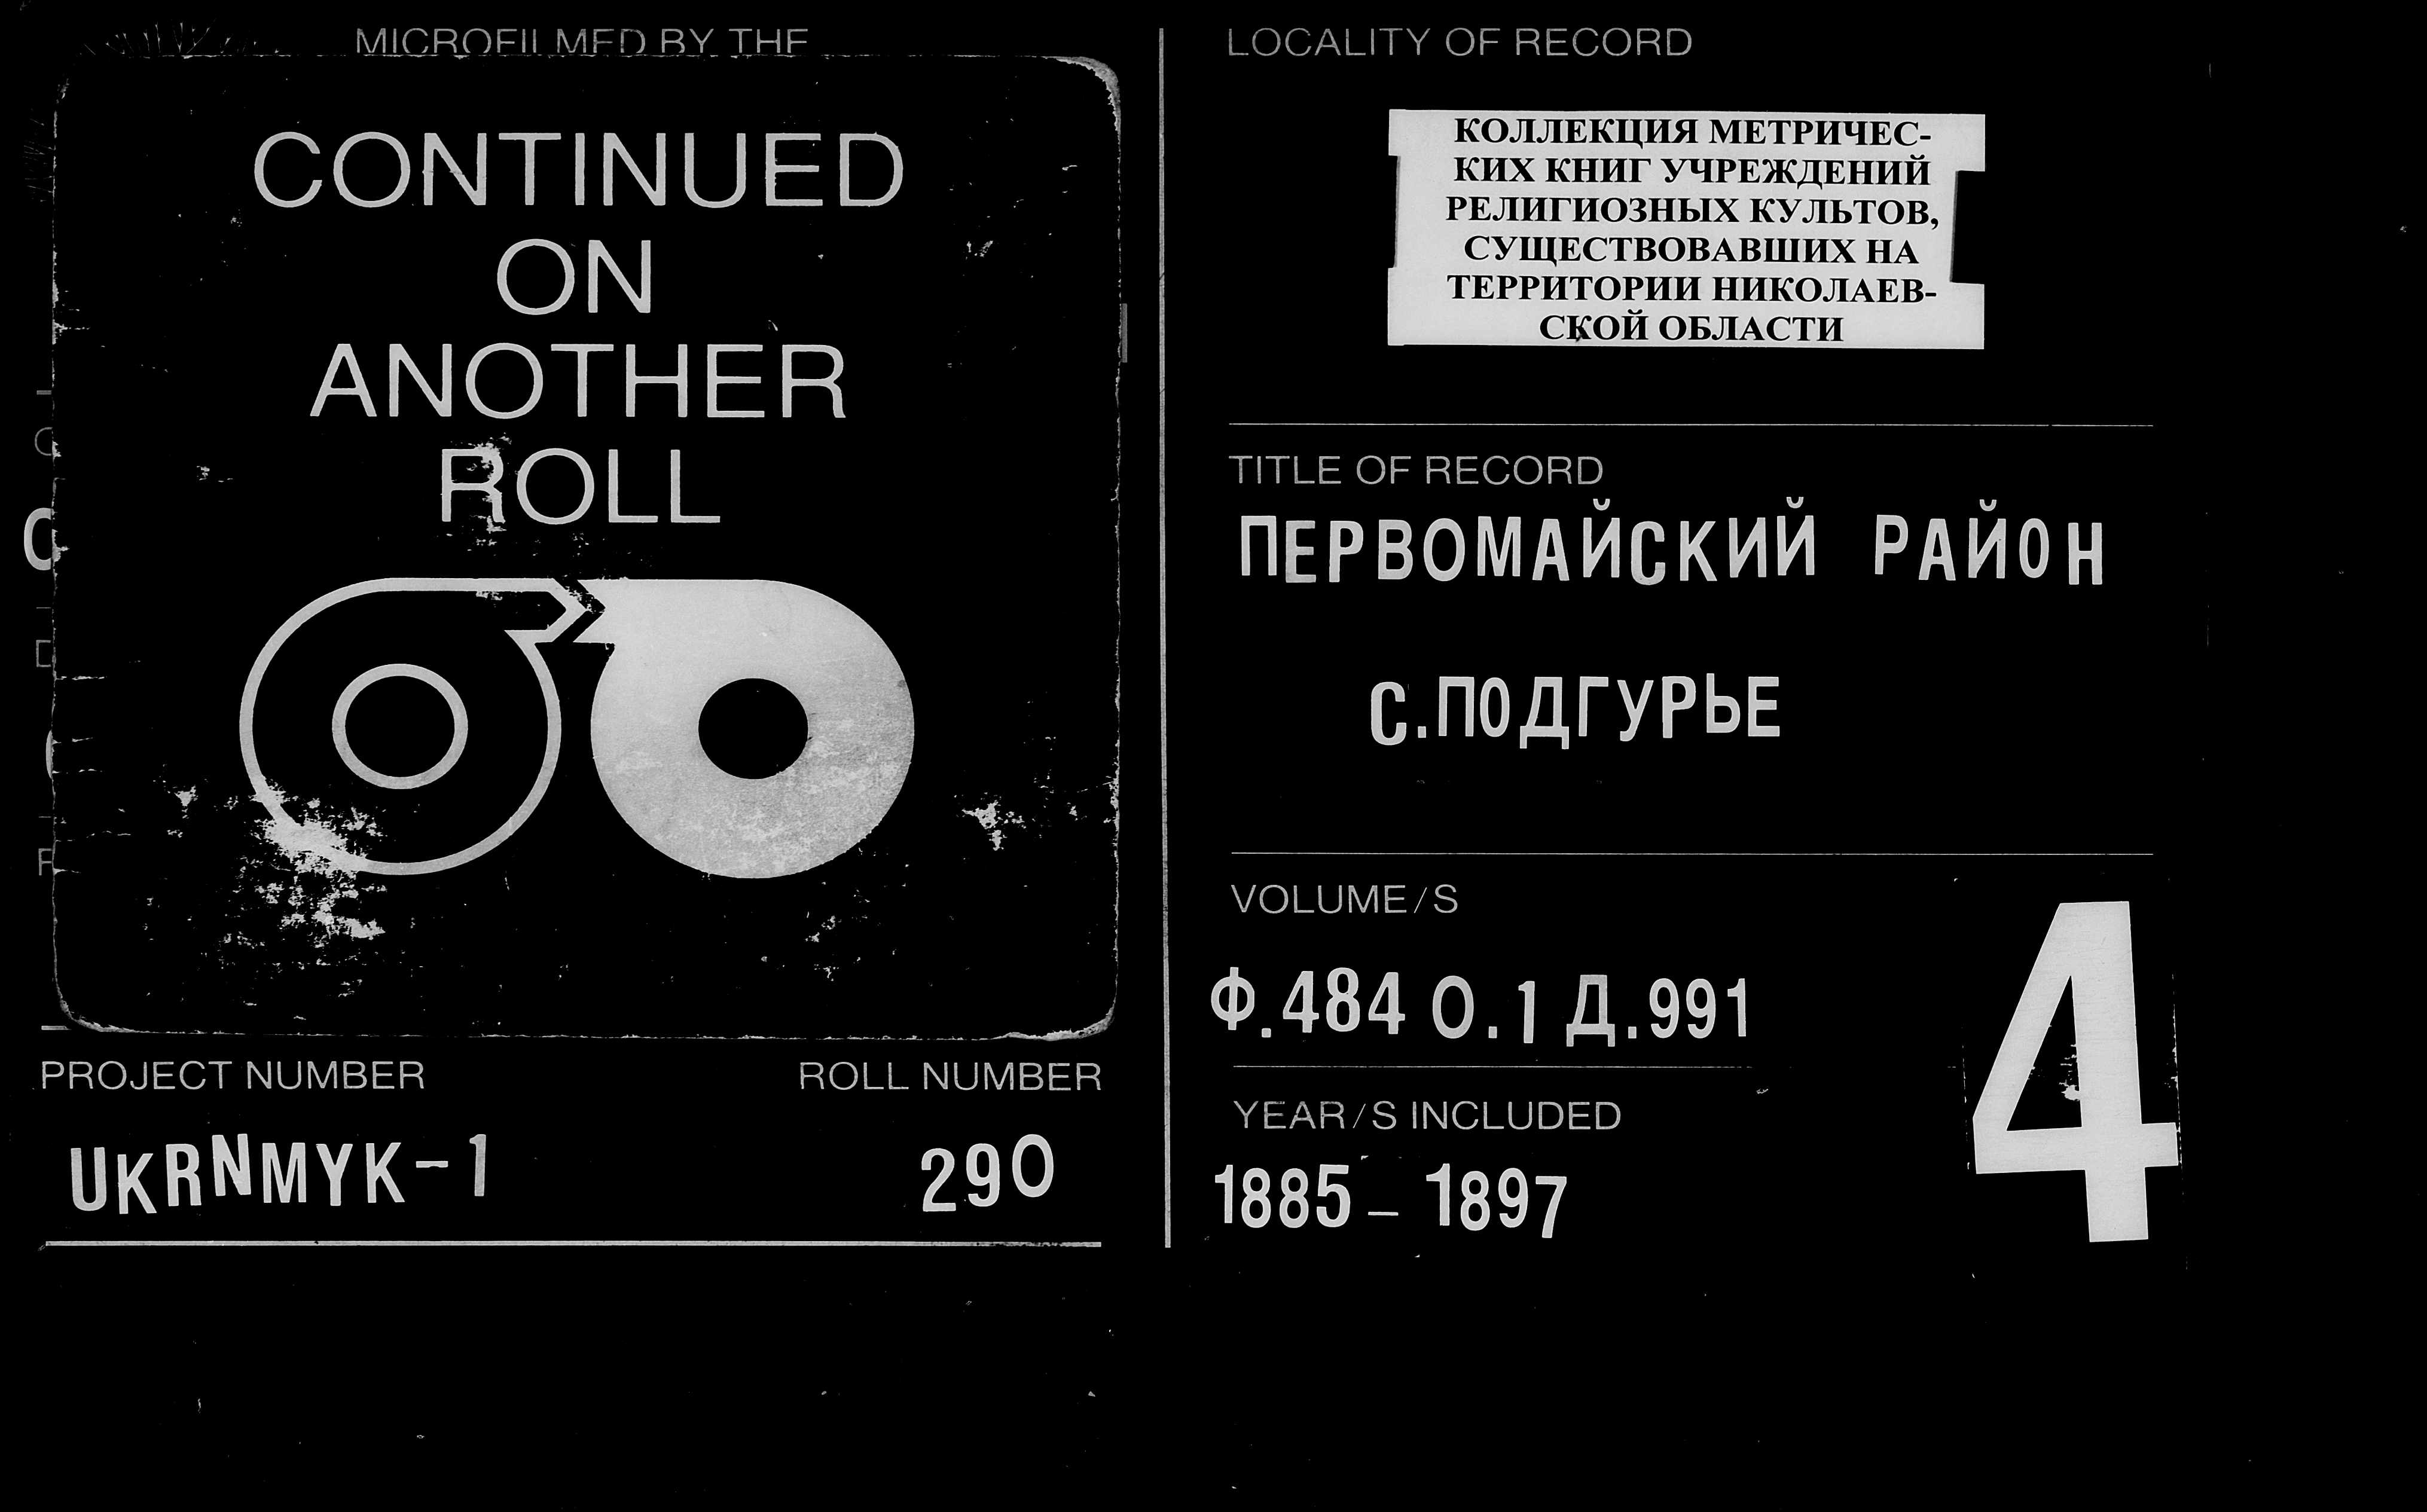 MICROFILMED BY THE
CONTINUED
ON
ANOTHER
ROLL
PROJECT NUMBER
ROLL NUMBER
UKRNMYK-1
290
LOCALITY OF RECORD
КОЛЛЕКЦИЯ МЕТРИЧЕС-
КИХ КНИГ УЧРЕЖДЕНИЙ
РЕЛИГИОЗНЫХ КУЛЬТОВ,
СУЩЕСТВОВАВШИХ НА
ТЕРРИТОРИИ НИКОЛАЕВ-
СКОЙ ОБЛАСТИ
TITLE OF RECORD
ПЕРВОМАЙСКИЙ РАЙОН
С.ПОДГУРЬЕ
VOLUME/S
Ф.484 О.1 Д.991
YEAR/S INCLUDED
1885-1897
4